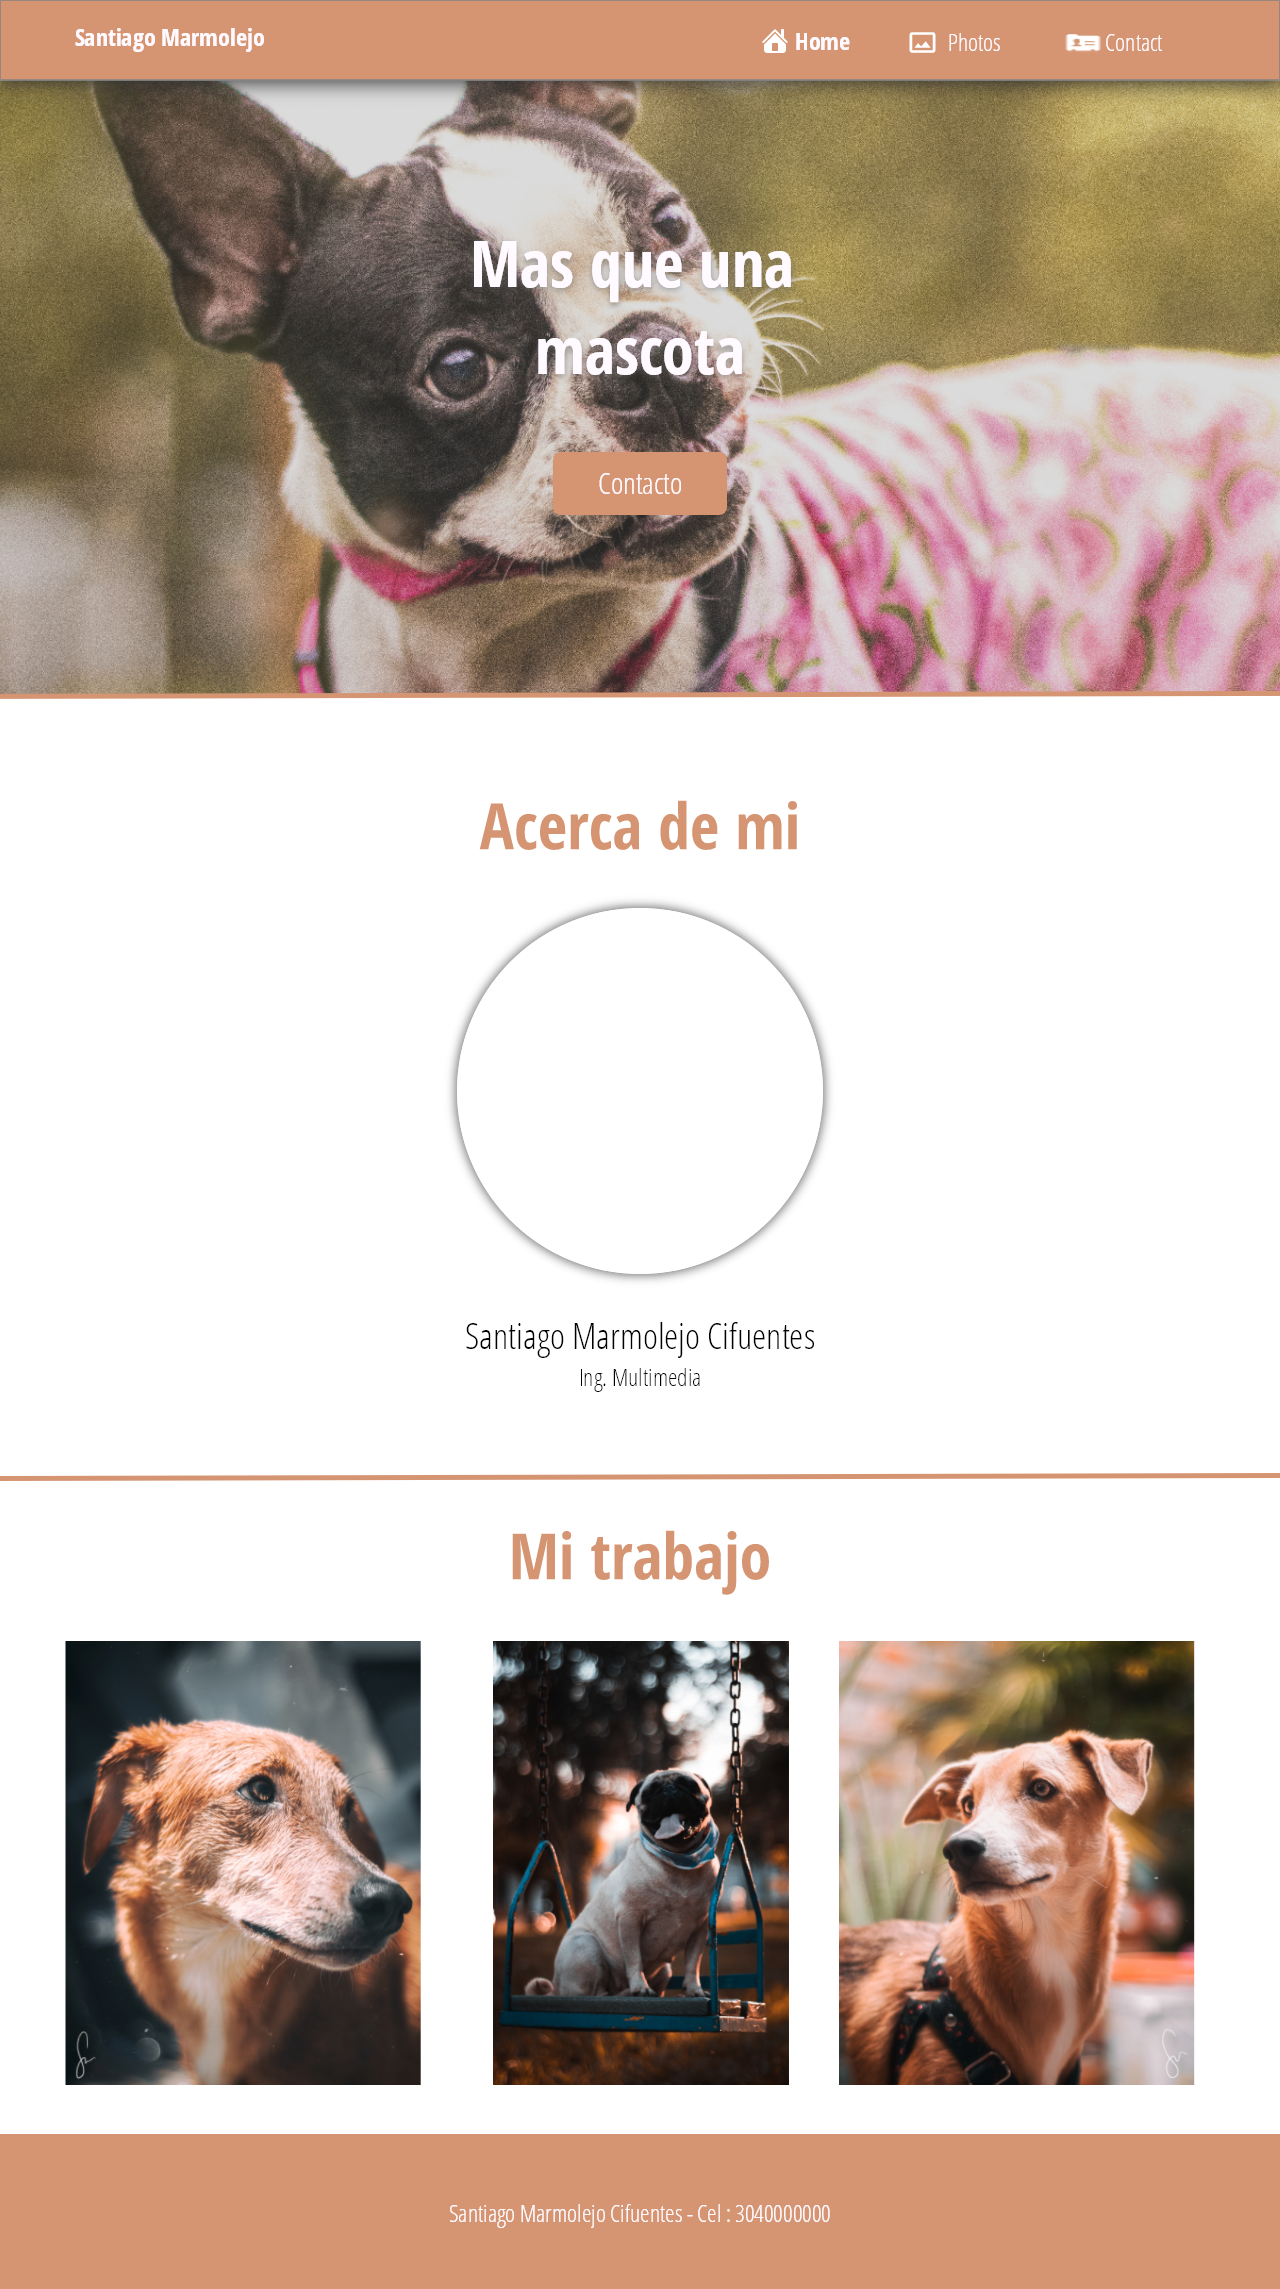 Santiago Marmolejo
Home
Photos
Contact
Mas que una
mascota
Contacto
Acerca de mi
Santiago Marmolejo Cifuentes
Ing. Multimedia
Mi trabajo
Santiago Marmolejo Cifuentes - Cel : 3040000000